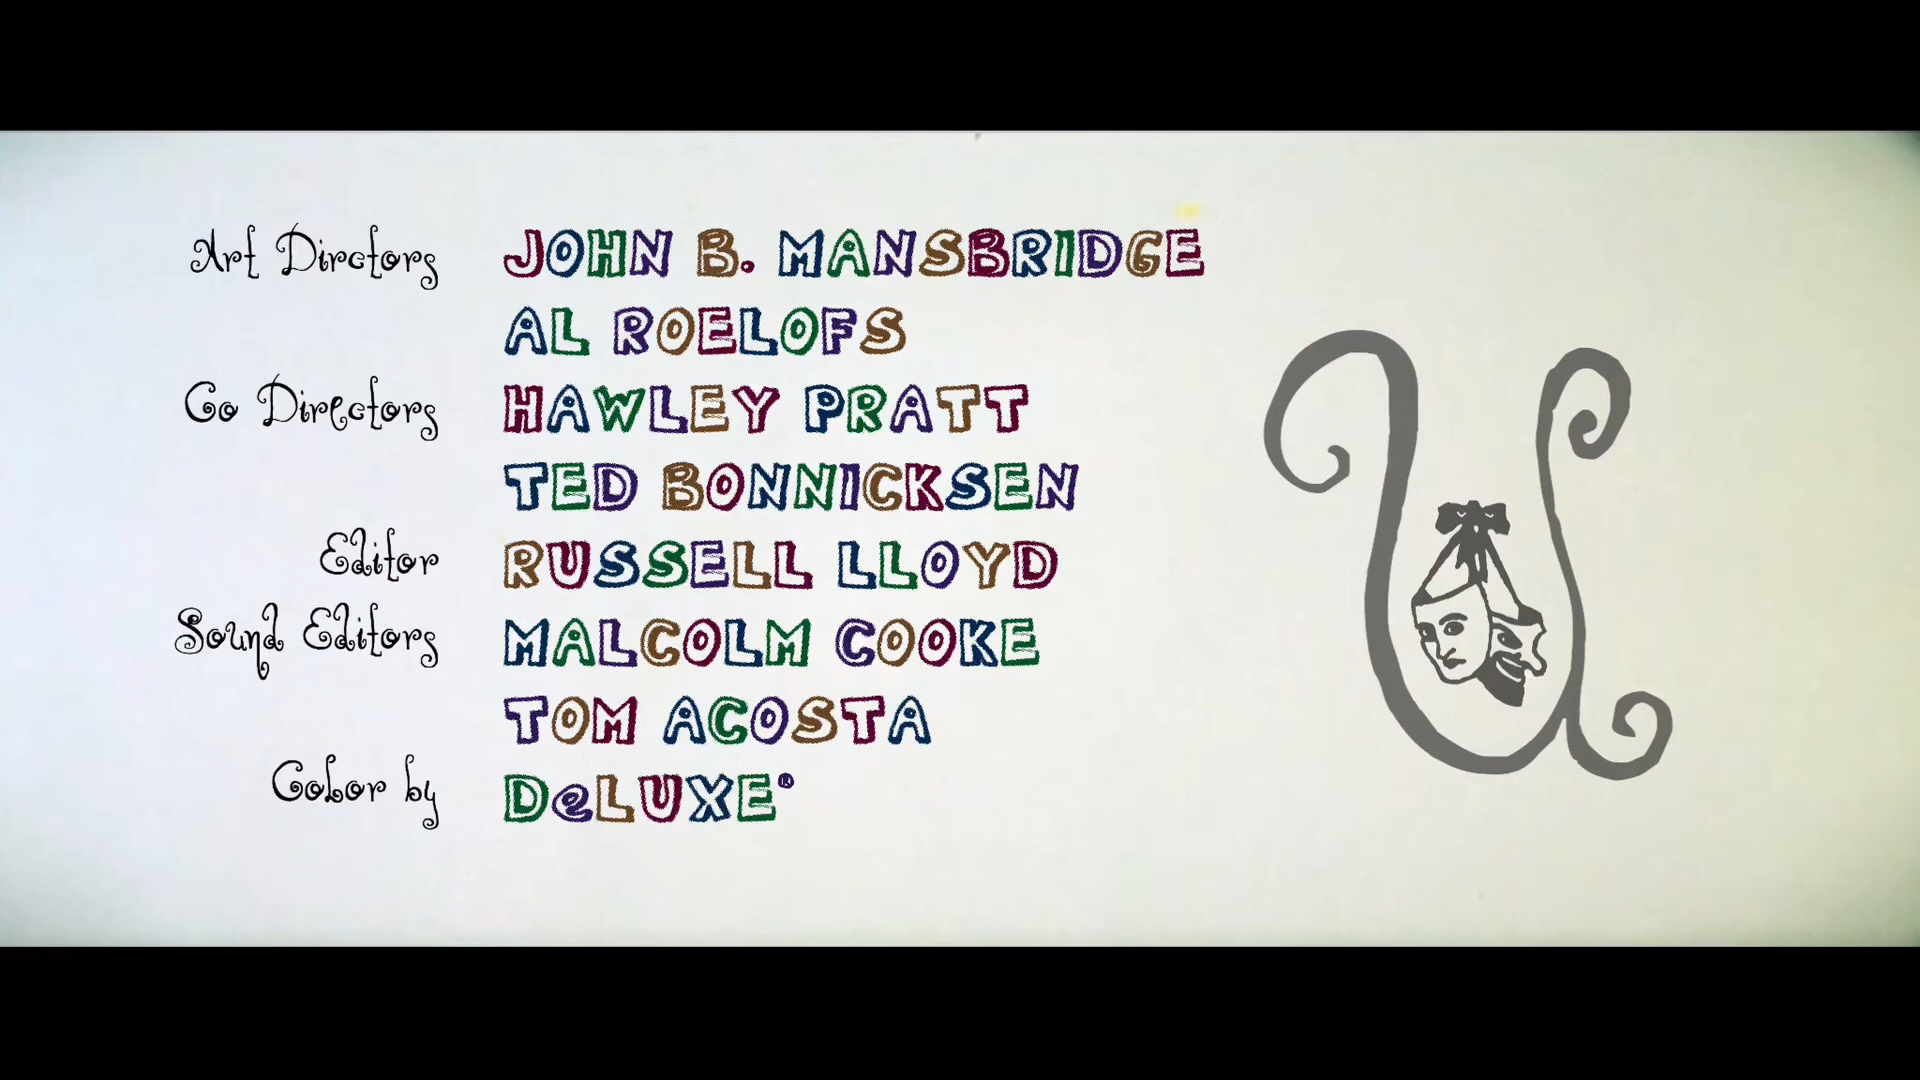 Art Dirctors JOHN B. MANSBRIDGE
AL ROELOFS
Co Directors HAWLEY PRATT
TED BONNICKSEN
Editor RUSSELL LLOYD
Sound Editors MALCOLM COOKE
TOM ACOSTA
Color by DeLUXE®
U